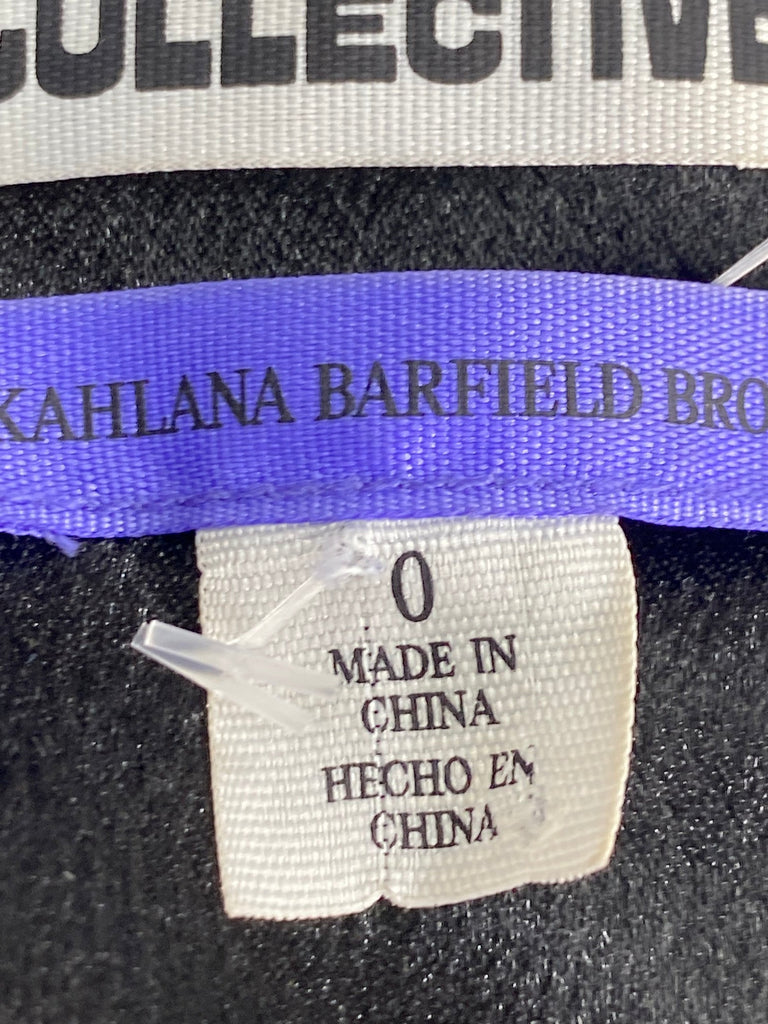 COLLECTIVE
KAHLANA BARFIELD BRO
0
MADE IN
CHINA
HECHO EN
CHINA